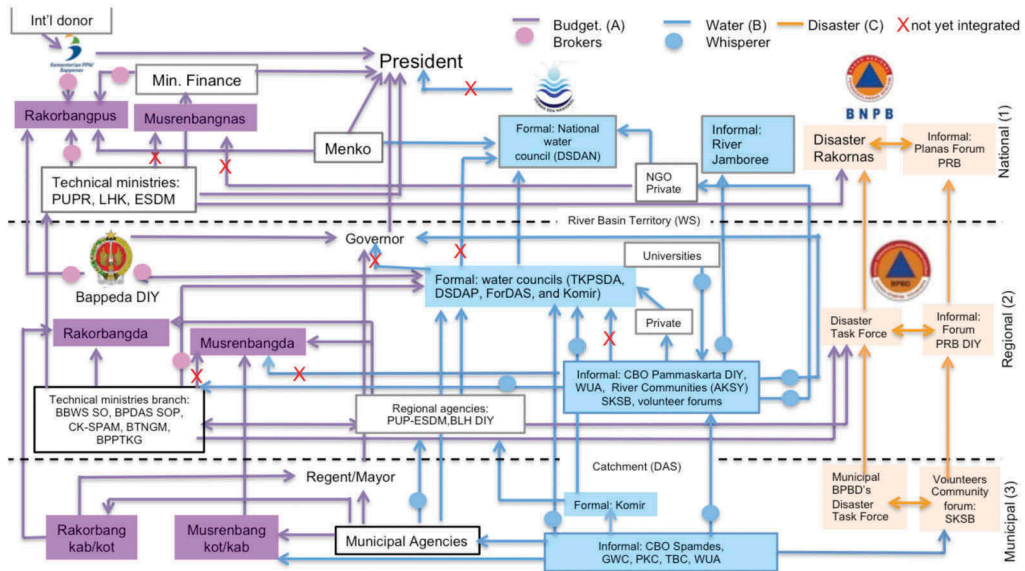 Int'l donor
Budget. (A)
Brokers
Water (B)
Whisperer
Disaster (C)
X not yet integrated
Kementerian PPN/
Bappenas
President
Min. Finance
Rakorbangpus
Musrenbangnas
Menko
Formal: National
water
council (DSDAN)
Informal:
River
Jamboree
BNPB
Disaster
Rakornas
Informal:
Planas Forum
PRB
National (1)
Technical ministries:
PUPR, LHK, ESDM
NGO
Private
River Basin Territory (WS)
Governor
Universities
Bappeda DIY
Formal: water councils (TKPSDA,
DSDAP, ForDAS, and Komir)
BPBD
Regional (2)
Rakorbangda
Musrenbangda
Private
Disaster
Task Force
Informal:
Forum
PRB DIY
Technical ministries branch:
BBWS SO, BPDAS SOP,
CK-SPAM, BTNGM,
BPPTKG
Regional agencies:
PUP-ESDM,BLH DIY
Informal: CBO Pammaskarta DIY,
WUA, River Communities (AKSY)
SKSB, volunteer forums
Catchment (DAS)
Regent/Mayor
Municipal
BPBD's
Disaster
Task Force
Volunteers
Community
forum:
SKSB
Municipal (3)
Formal: Komir
Rakorbang
kab/kot
Musrenbang
kot/kab
Municipal Agencies
Informal: CBO Spamdes,
GWC, PKC, TBC, WUA